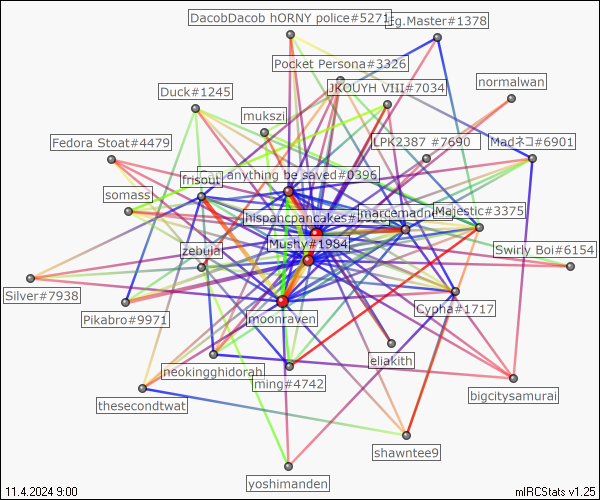 DacobDacob hORNY police#5271
fg.Master#1378
Pocket Persona#3326
JKOUYH VIII#7034
normalwan
Duck#1245
mukszi
Fedora Stoat#4479
LPK2387 #7690
Madネコ#6901
frisout
Can anything be saved#0396
somass
hispancpancakes
marcemadn
Majestic#3375
Mushy#1984
zebulai
Swirly Boi#6154
Silver#7938
Pikabro#9971
moonraven
Cypha#1717
neokingghidorah
ming#4742
eliakith
bigcitysamurai
thesecondtwat
shawntee9
yoshimanden
11.4.2024 9:00
mIRCStats v1.25